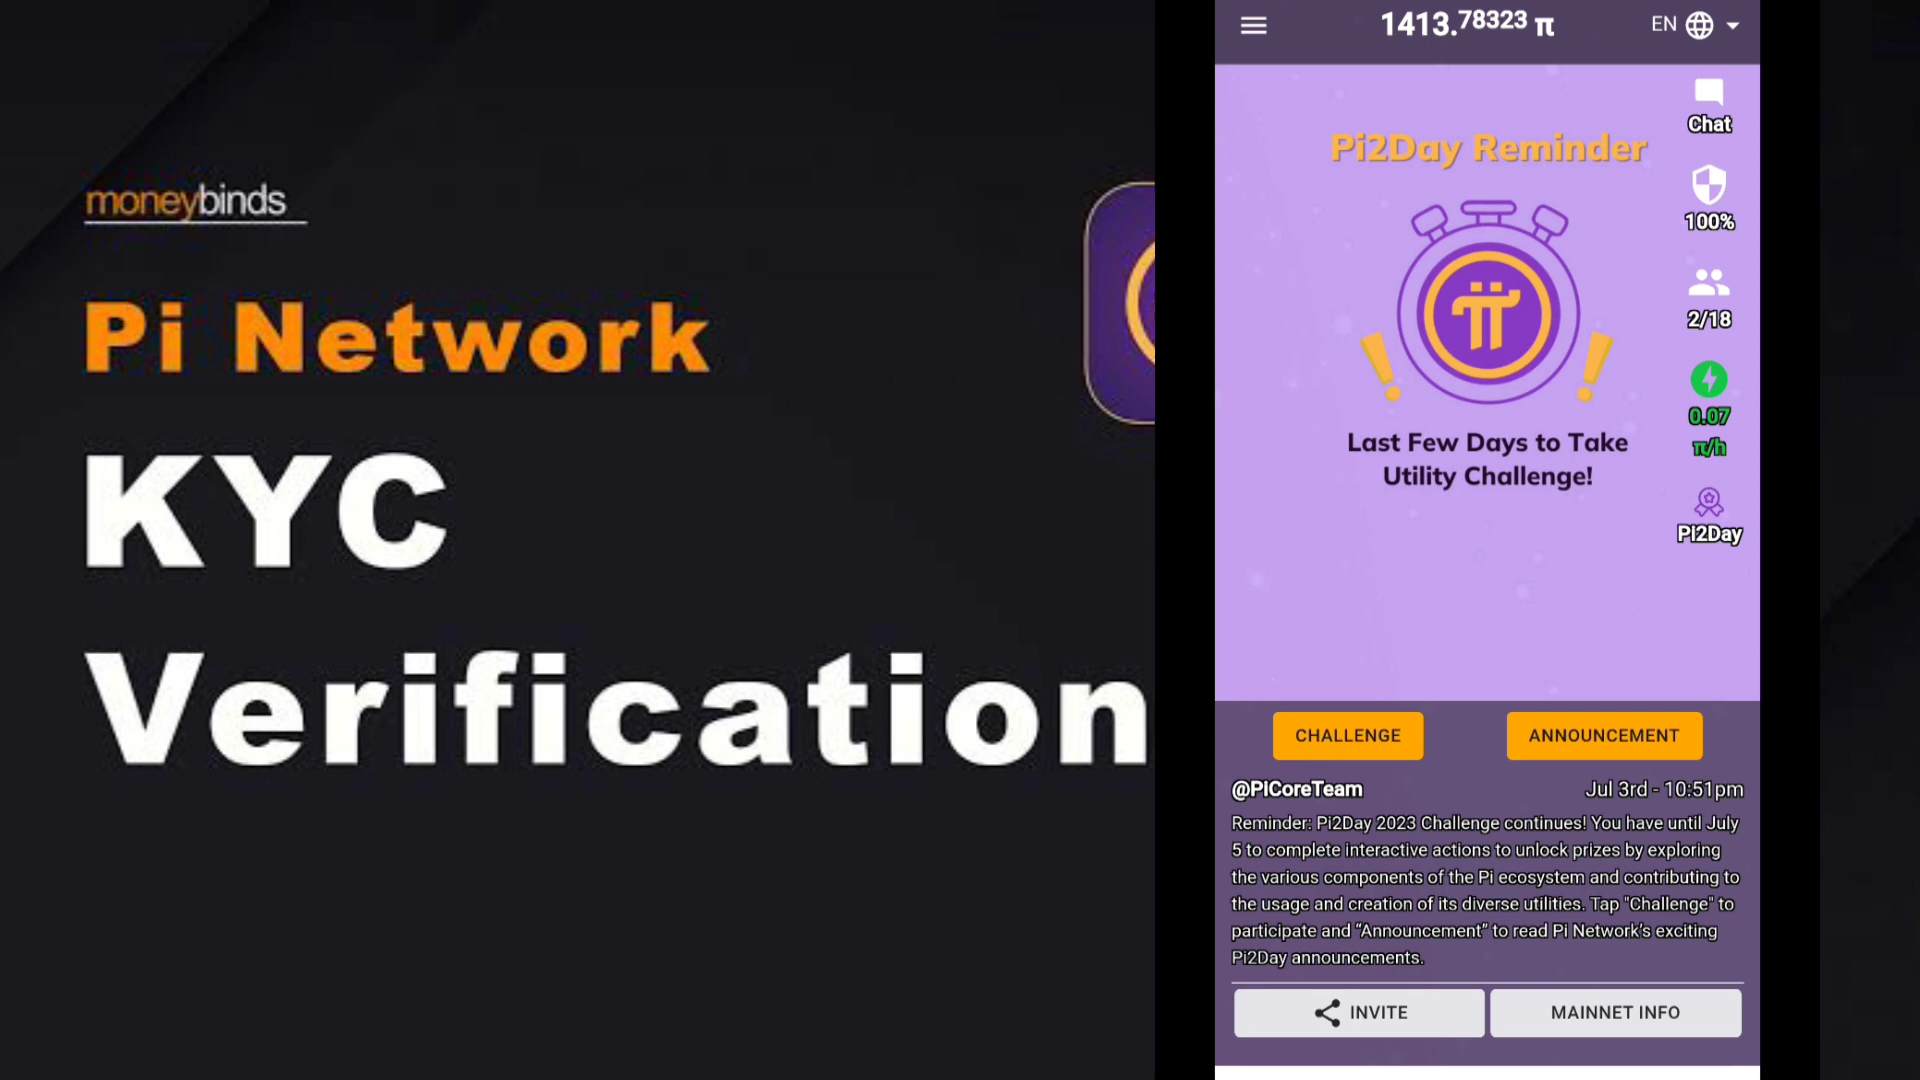 moneybinds
Pi Network
KYC
Verification
1413.78323 π
EN
Chat
Pi2Day Reminder
100%
2/18
0.07
π/h
Last Few Days to Take
Utility Challenge!
Pi2Day
CHALLENGE
ANNOUNCEMENT
@PiCoreTeam
Jul 3rd - 10:51pm
Reminder: Pi2Day 2023 Challenge continues! You have until July
5 to complete interactive actions to unlock prizes by exploring
the various components of the Pi ecosystem and contributing to
the usage and creation of its diverse utilities. Tap "Challenge" to
participate and “Announcement” to read Pi Network’s exciting
Pi2Day announcements.
INVITE
MAINNET INFO